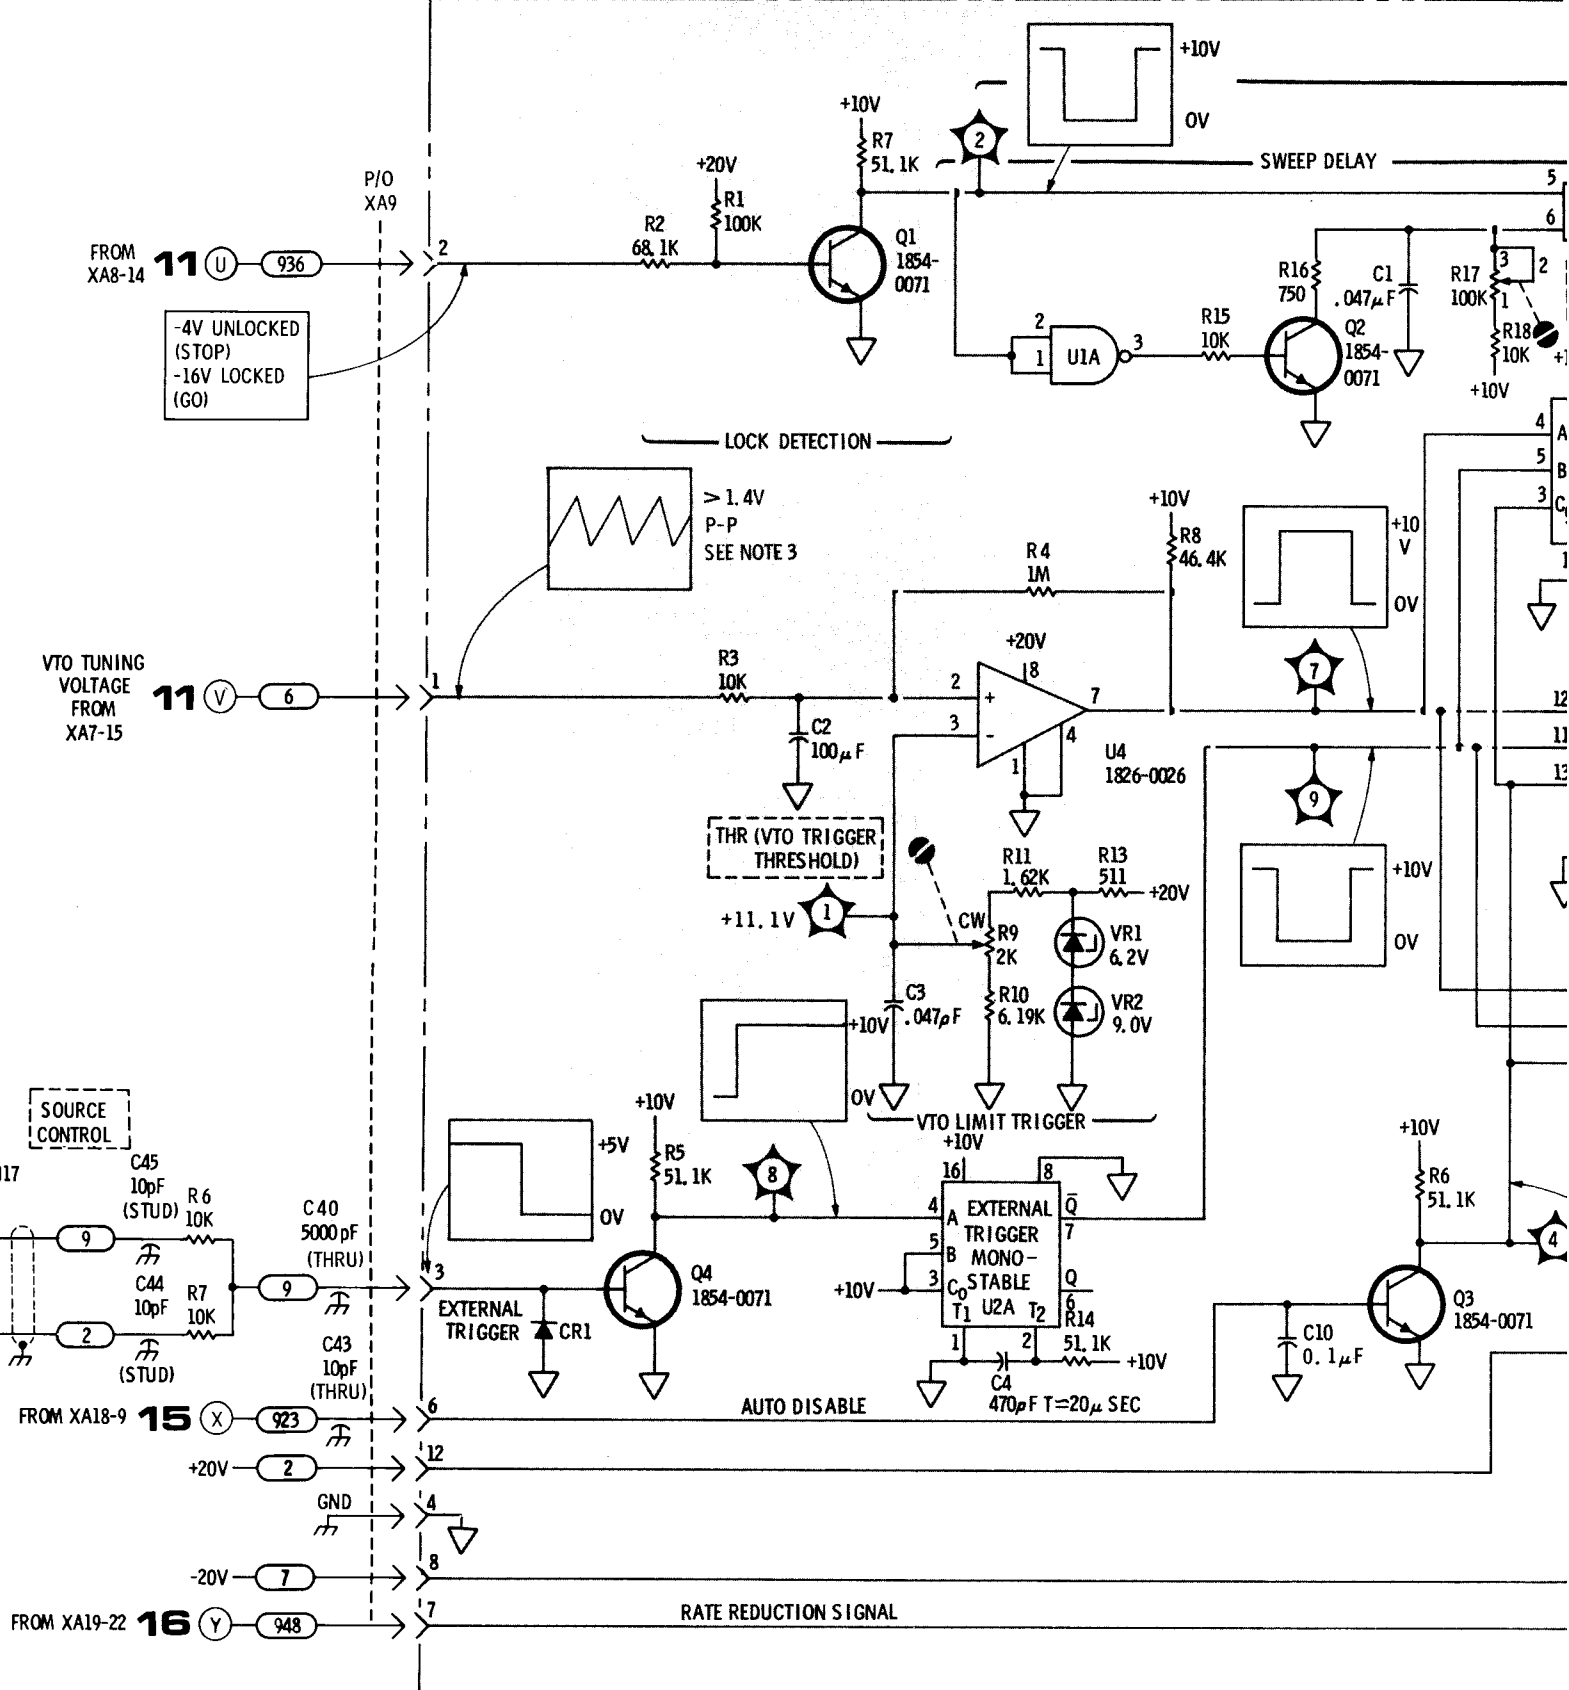 +10V
0V
+10V
2
R7
51.1K
SWEEP DELAY
5
6
P/O
XA9
+20V
R1
100K
R2
68.1K
FROM
XA8-14
11
U
936
2
Q1
1854-
0071
R16
750
C1
.047μF
R17
100K
3
2
1
R18
10K
+10V
-4V UNLOCKED
(STOP)
-16V LOCKED
(GO)
2
1
U1A
3
R15
10K
Q2
1854-
0071
LOCK DETECTION
4
A
5
B
3
C
> 1.4V
P-P
SEE NOTE 3
+10V
R8
46.4K
+10
V
0V
R4
1M
VTO TUNING
VOLTAGE
FROM
XA7-15
11
V
6
1
R3
10K
C2
100μF
+20V
8
2
+
3
-
7
4
1
U4
1826-0026
7
12
11
13
9
+10V
0V
THR (VTO TRIGGER
THRESHOLD)
+11.1V
1
CW
R9
2K
R11
1.62K
R13
511
+20V
VR1
6.2V
R10
6.19K
VR2
9.0V
C3
.047pF
+10V
0V
VTO LIMIT TRIGGER
SOURCE
CONTROL
+5V
0V
+10V
R5
51.1K
8
+10V
16
8
4
A
5
B
3
C0
EXTERNAL
TRIGGER
MONO-
STABLE
U2A
Q̄
7
Q
6
T1
T2
1
2
+10V
R14
51.1K
+10V
C4
470pF T=20μ SEC
+10V
R6
51.1K
4
Q3
1854-0071
C10
0.1μF
C45
10pF
(STUD)
R6
10K
9
C44
10pF
R7
10K
2
(STUD)
C40
5000pF
(THRU)
9
3
EXTERNAL
TRIGGER
CR1
Q4
1854-0071
C43
10pF
(THRU)
FROM XA18-9
15
X
923
6
AUTO DISABLE
+20V
2
12
GND
4
-20V
7
8
FROM XA19-22
16
Y
948
7
RATE REDUCTION SIGNAL